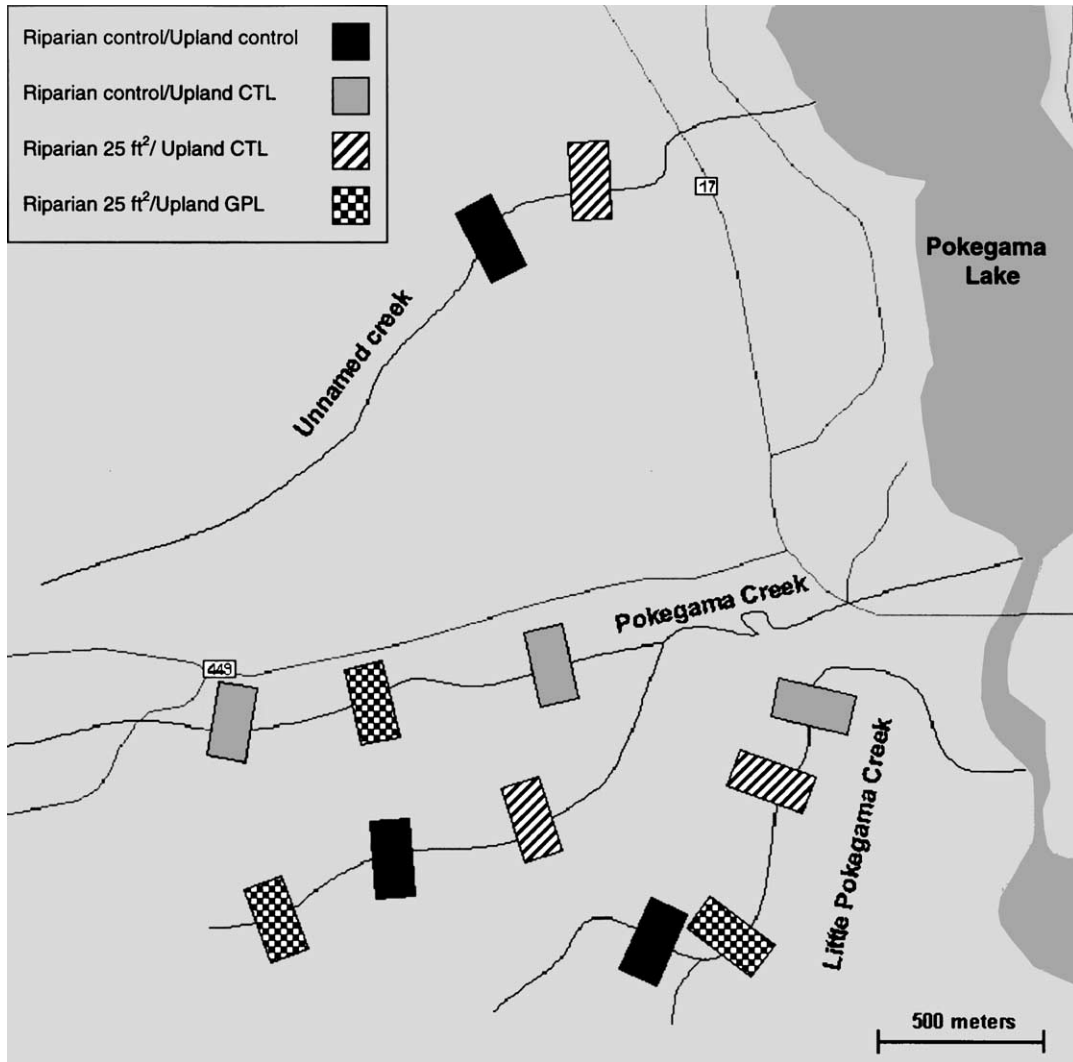 Riparian control/Upland control
Riparian control/Upland CTL
Riparian 25 ft²/ Upland CTL
Riparian 25 ft²/Upland GPL
17
Pokegama
Lake
Unnamed creek
Pokegama Creek
449
Little Pokegama Creek
500 meters